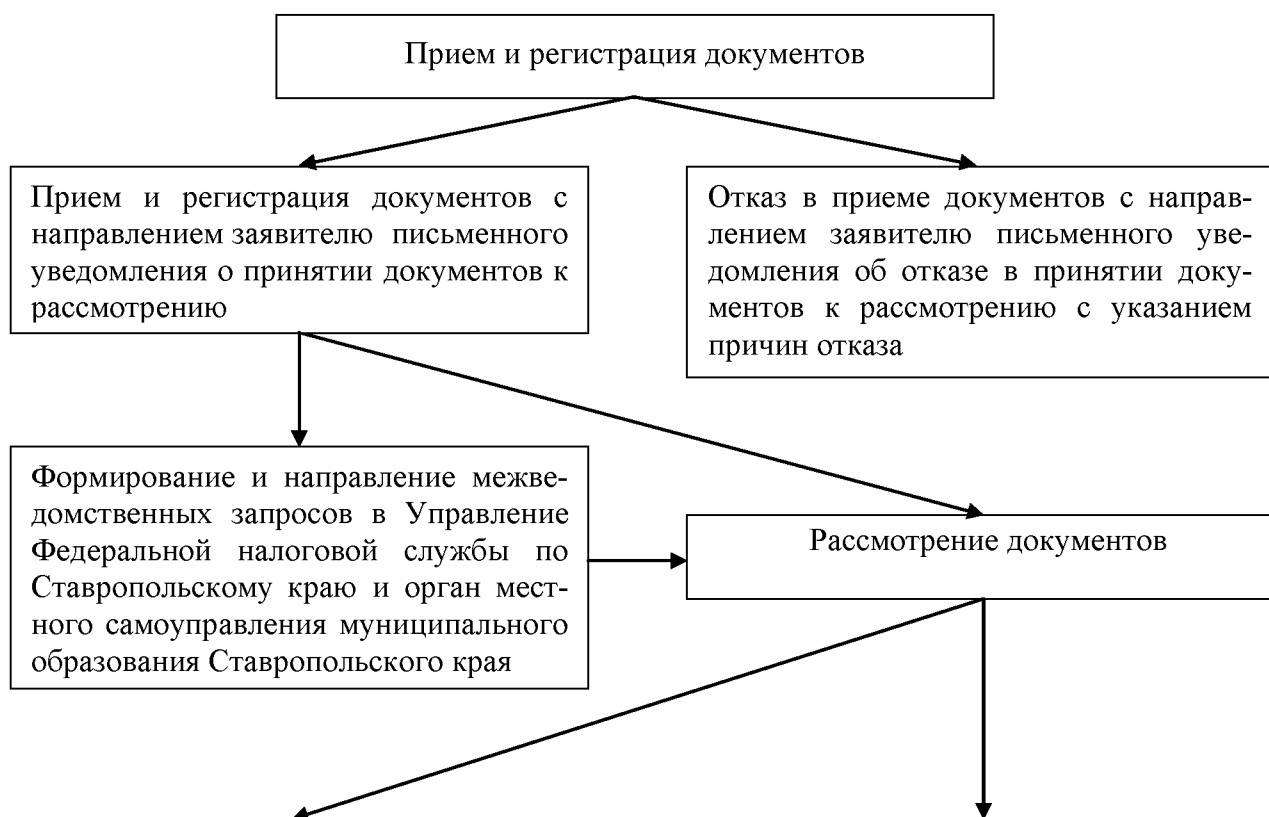 Прием и регистрация документов
Прием и регистрация документов с
направлением заявителю письменного
уведомления о принятии документов к
рассмотрению
Отказ в приеме документов с направ-
лением заявителю письменного уве-
домления об отказе в принятии доку-
ментов к рассмотрению с указанием
причин отказа
Формирование и направление межве-
домственных запросов в Управление
Федеральной налоговой службы по
Ставропольскому краю и орган мест-
ного самоуправления муниципального
образования Ставропольского края
Рассмотрение документов